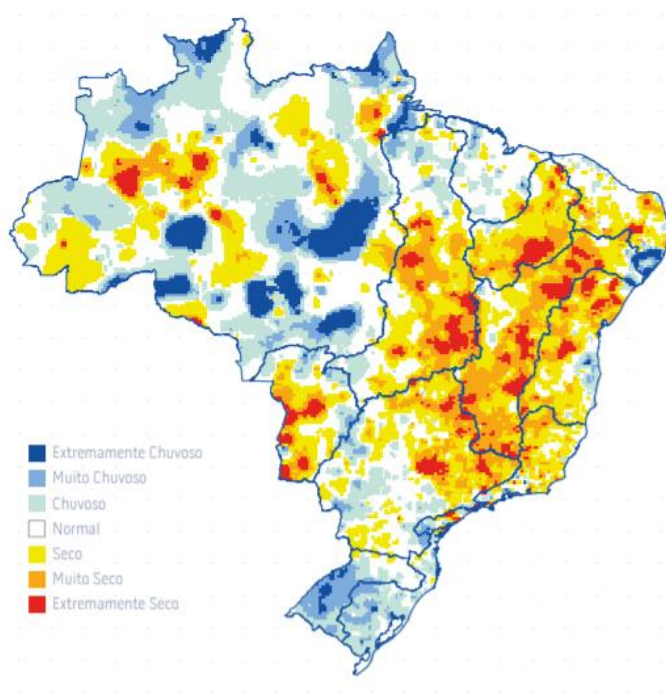 Extremamente Chuvoso
Muito Chuvoso
Chuvoso
Normal
Seco
Muito Seco
Extremamente Seco